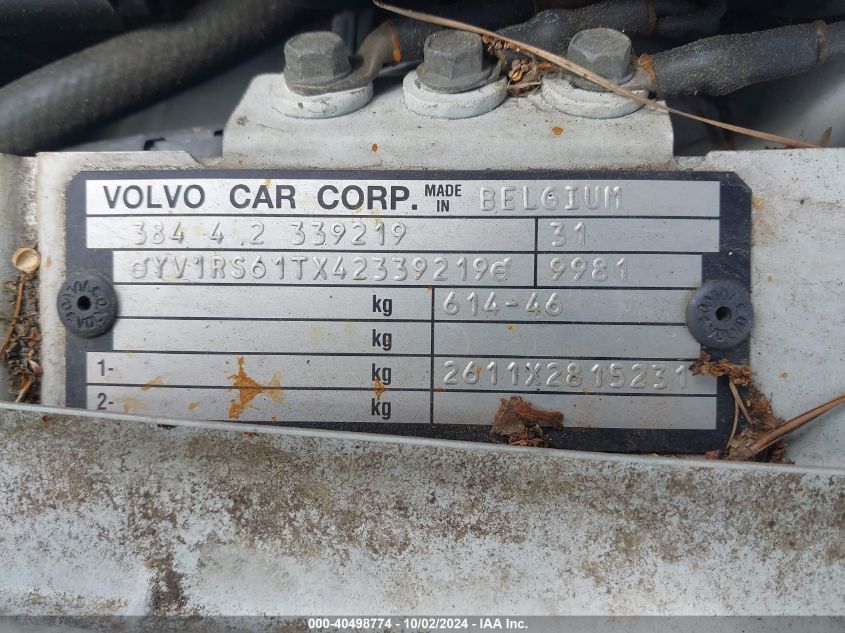 VOLVO CAR CORP. MADE IN BELGIUM
384 4 2 339219 31
YV1RS61TX42339219 9981
kg 614-46
kg
1- kg 2611X2815231
2- kg
000-40498774 - 10/02/2024 - IAA Inc.